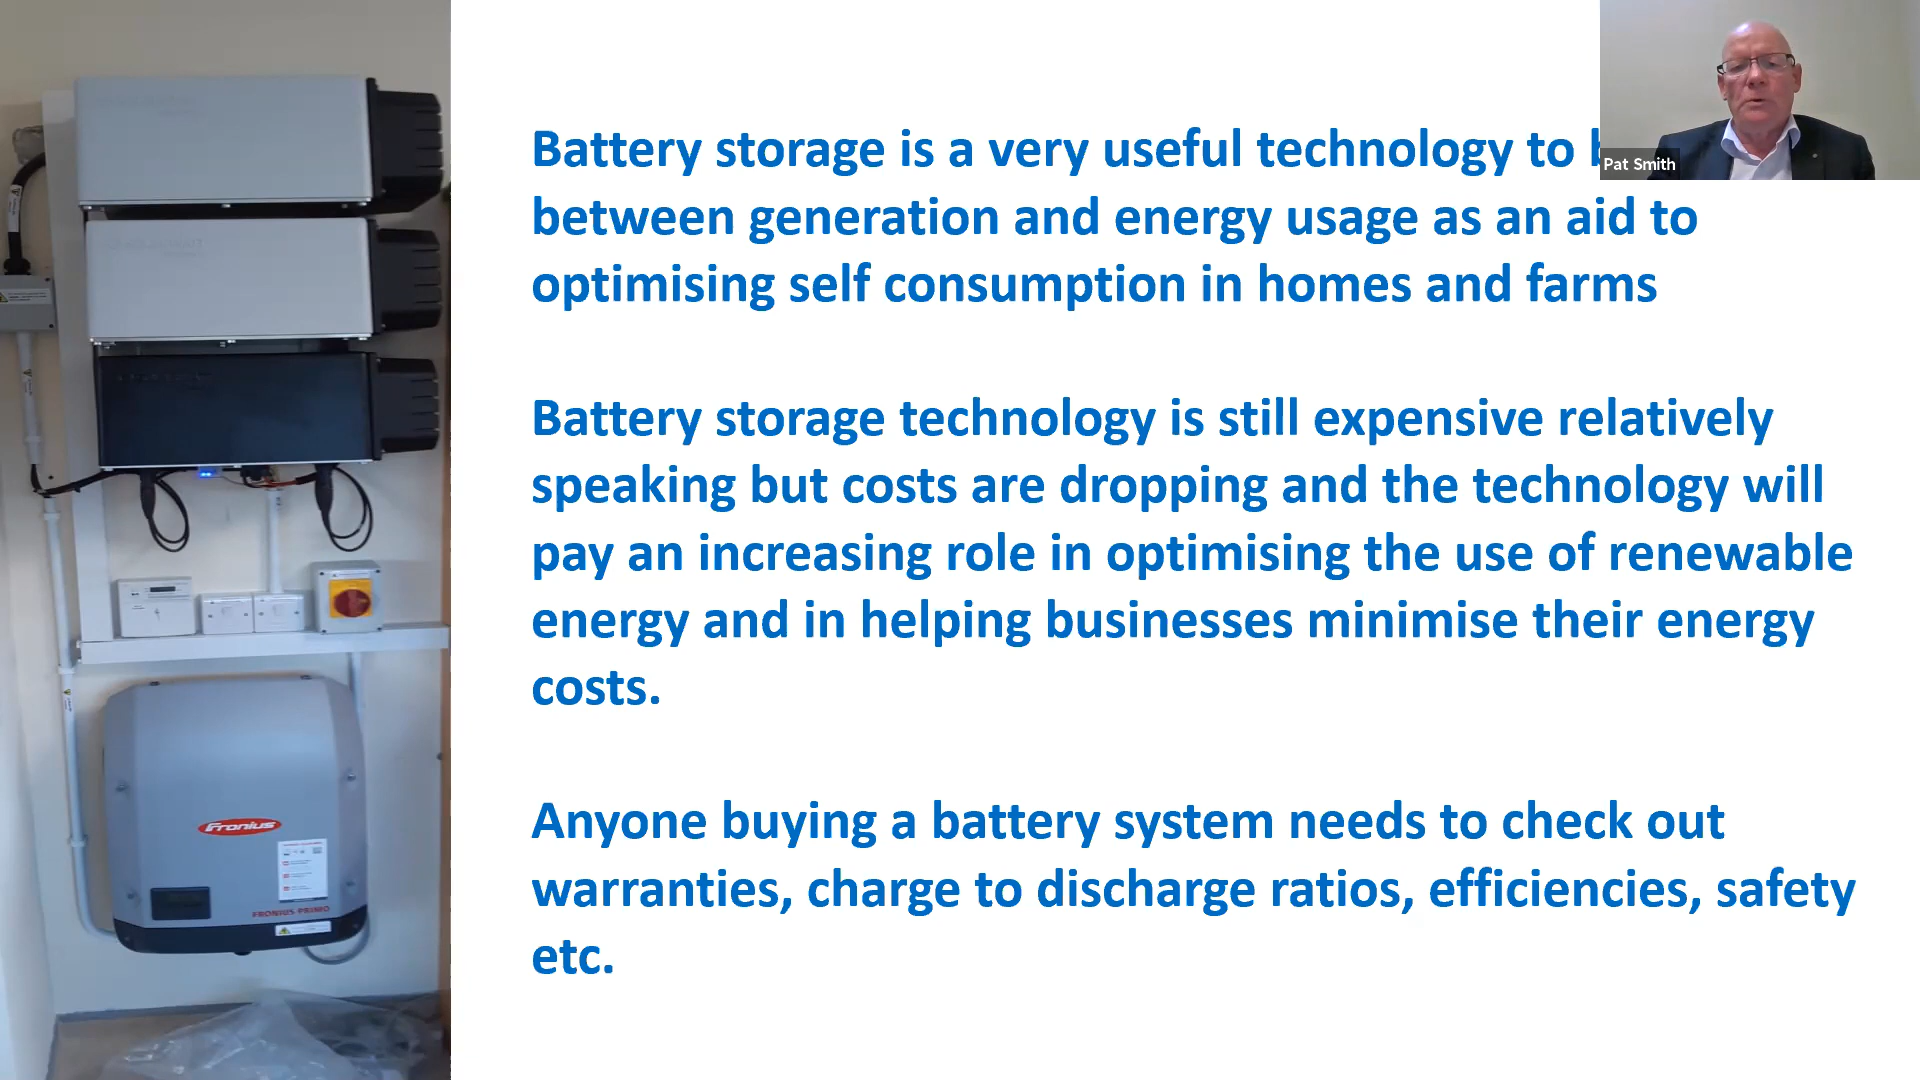 Battery storage is a very useful technology to
between generation and energy usage as an aid to
optimising self consumption in homes and farms
Battery storage technology is still expensive relatively
speaking but costs are dropping and the technology will
pay an increasing role in optimising the use of renewable
energy and in helping businesses minimise their energy
costs.
Anyone buying a battery system needs to check out
warranties, charge to discharge ratios, efficiencies, safety
etc.
Pat Smith
Fronius
FRONIUS PRIMO